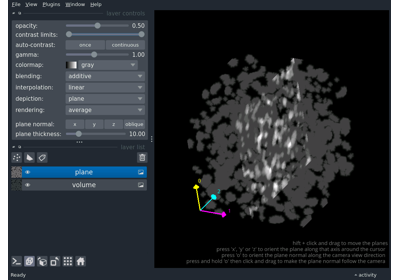 File View Plugins Window Help
layer controls
opacity: 0.50
contrast limits:
auto-contrast: once continuous
gamma: 1.00
colormap: gray
blending: additive
interpolation: linear
depiction: plane
rendering: average
plane normal: x y z oblique
plane thickness: 10.00
layer list
plane
volume
shift + click and drag to move the planes
press 'x', 'y' or 'z' to orient the plane along that axis around the cursor
press 'o' to orient the plane normal along the camera view direction
press and hold 'o' then click and drag to make the plane normal follow the camera
Ready
activity